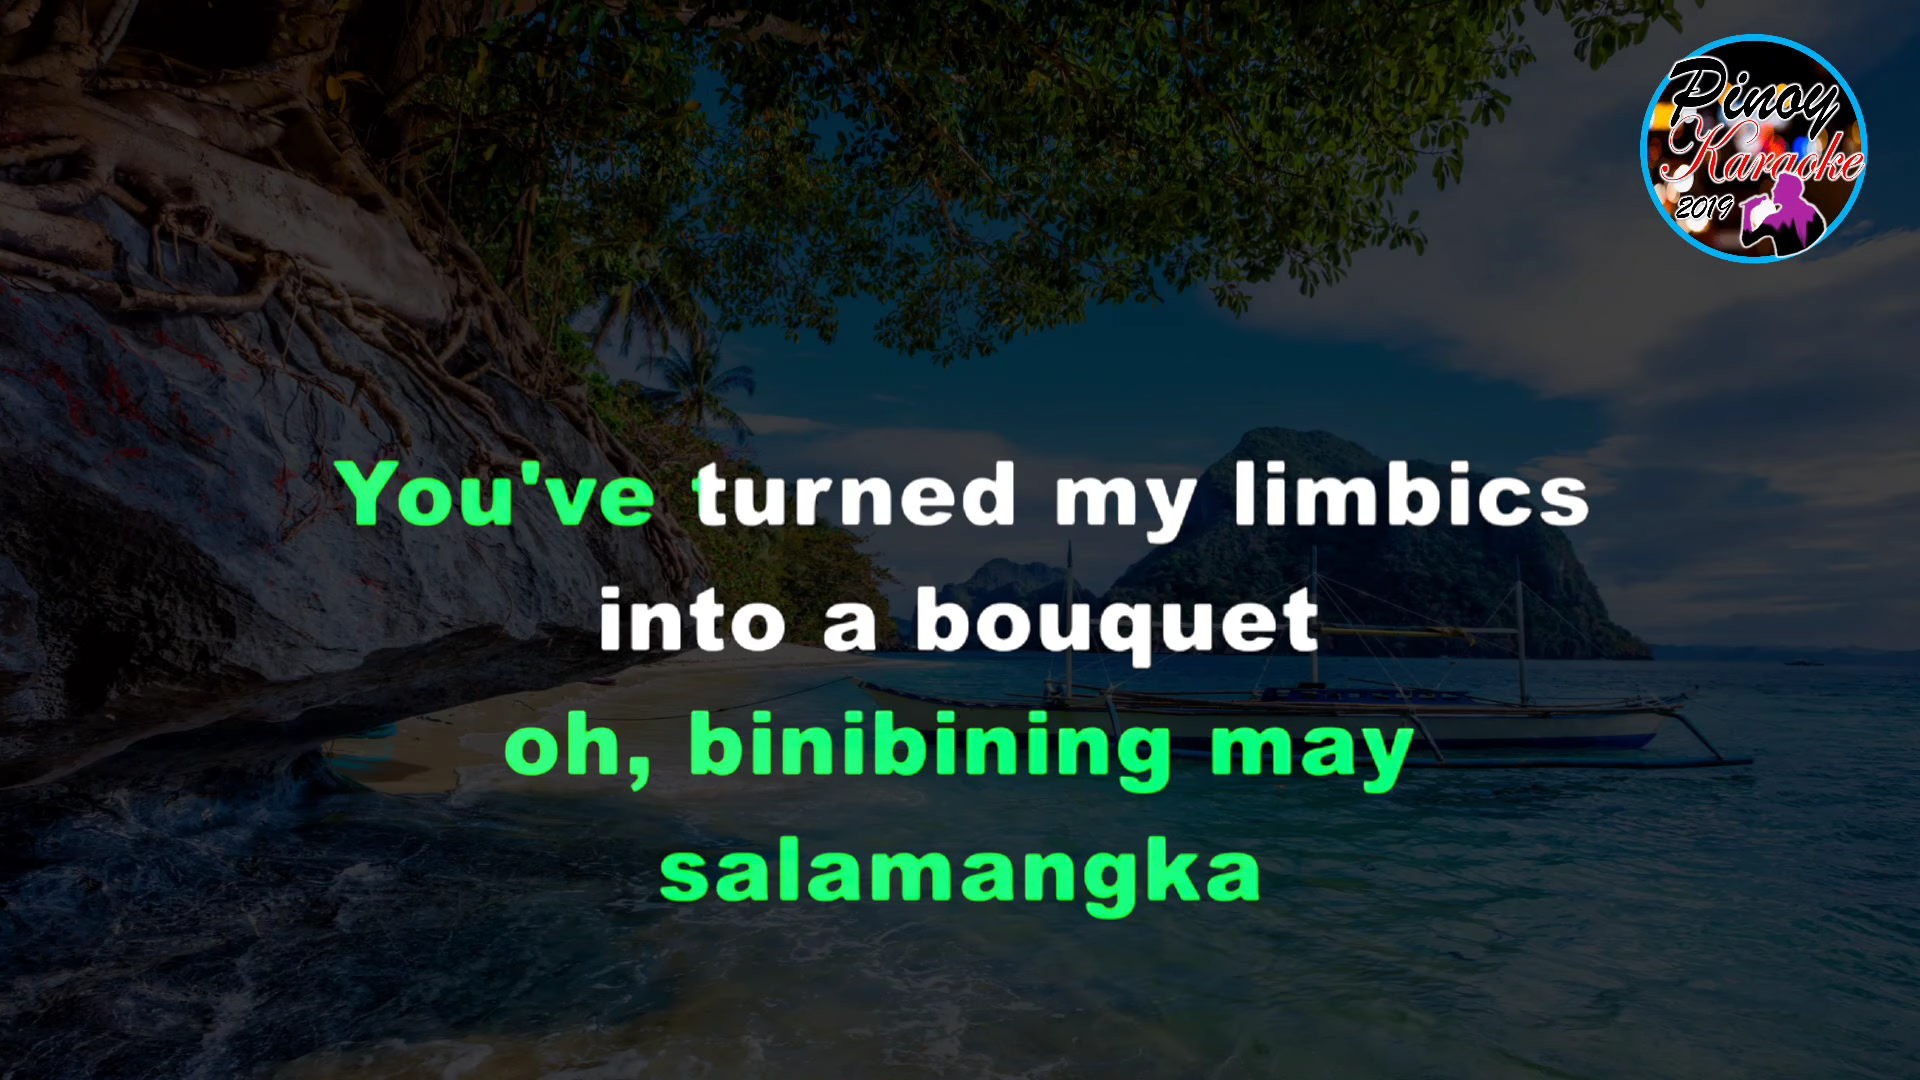 Pinoy
Karaoke
2019
You've turned my limbics
into a bouquet
oh, binibining may
salamangka